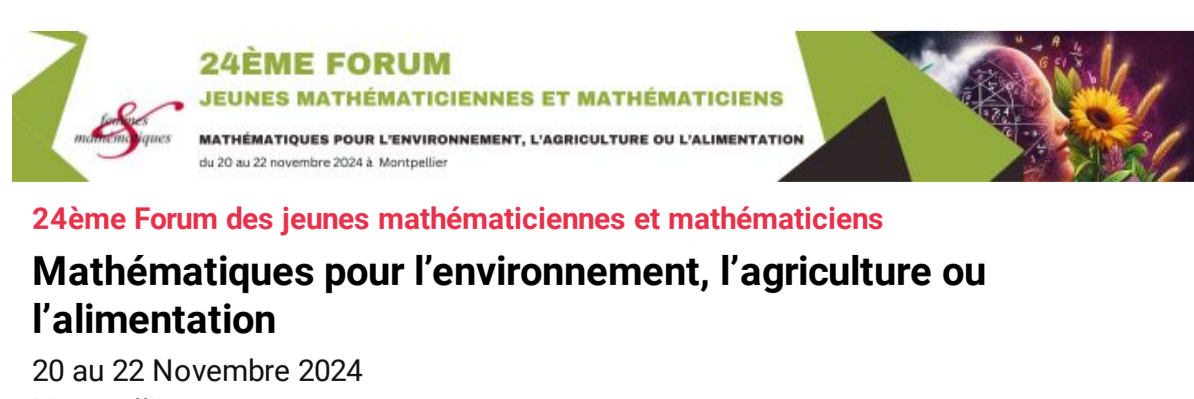 24ÈME FORUM
JEUNES MATHÉMATICIENNES ET MATHÉMATICIENS
femmes
mathématiques
MATHÉMATIQUES POUR L'ENVIRONNEMENT, L'AGRICULTURE OU L'ALIMENTATION
du 20 au 22 novembre 2024 à Montpellier
24ème Forum des jeunes mathématiciennes et mathématiciens
Mathématiques pour l’environnement, l’agriculture ou
l’alimentation
20 au 22 Novembre 2024